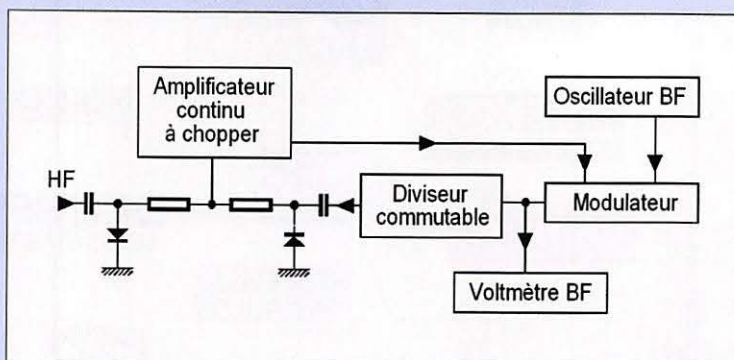 Amplificateur
continu
à chopper
Oscillateur BF
HF
Diviseur
commutable
Modulateur
Voltmètre BF